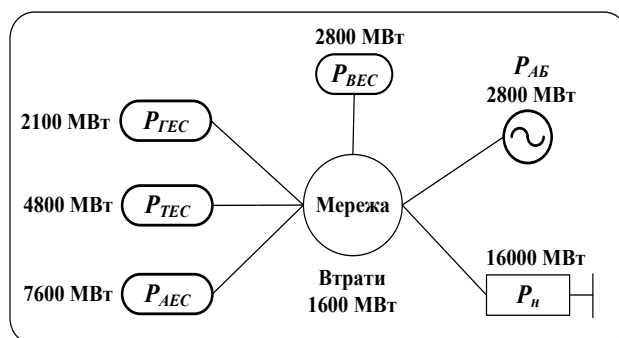 2800 МВт
P_ВЕС
P_АБ
2800 МВт
2100 МВт
P_ГЕС
4800 МВт
P_ТЕС
Мережа
7600 МВт
P_АЕС
Втрати
1600 МВт
16000 МВт
P_н